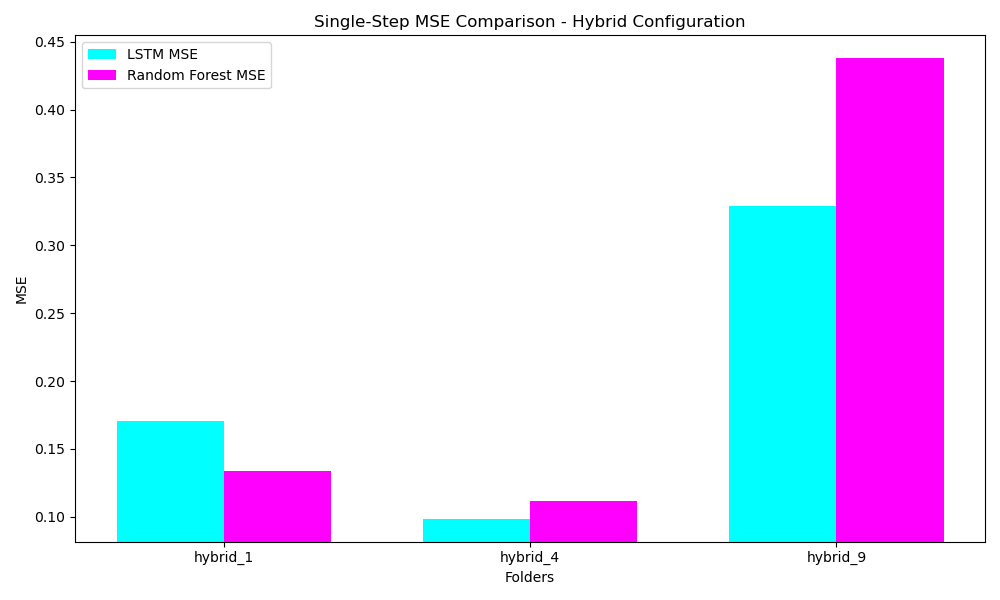 Single-Step MSE Comparison - Hybrid Configuration
LSTM MSE
Random Forest MSE
MSE
0.45
0.40
0.35
0.30
0.25
0.20
0.15
0.10
hybrid_1
hybrid_4
hybrid_9
Folders